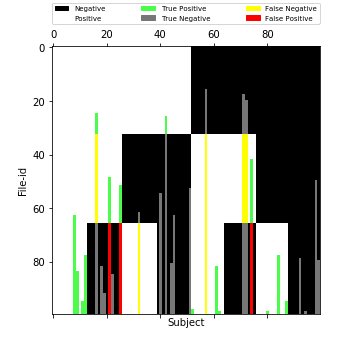 Negative True Positive False Negative
Positive True Negative False Positive
0 20 40 60 80
0
20
40
60
80
File-id
Subject